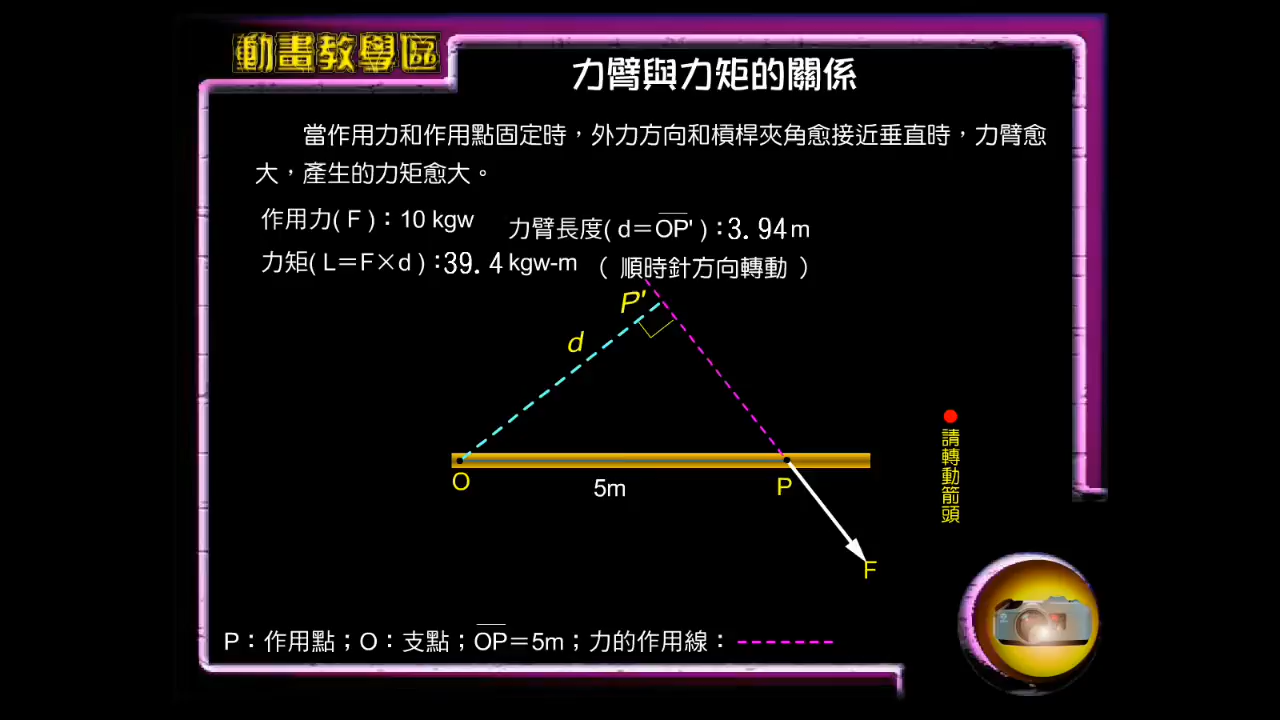 動畫教學區
力臂與力矩的關係
當作用力和作用點固定時，外力方向和槓桿夾角愈接近垂直時，力臂愈
大，產生的力矩愈大。
作用力( F )：10 kgw
力臂長度( d＝O̅P̅' )：3.94 m
力矩( L＝F×d )：39.4 kgw-m （ 順時針方向轉動 ）
P'
d
O
5m
P
F
請轉動箭頭
P：作用點；O：支點；O̅P̅＝5m；力的作用線：